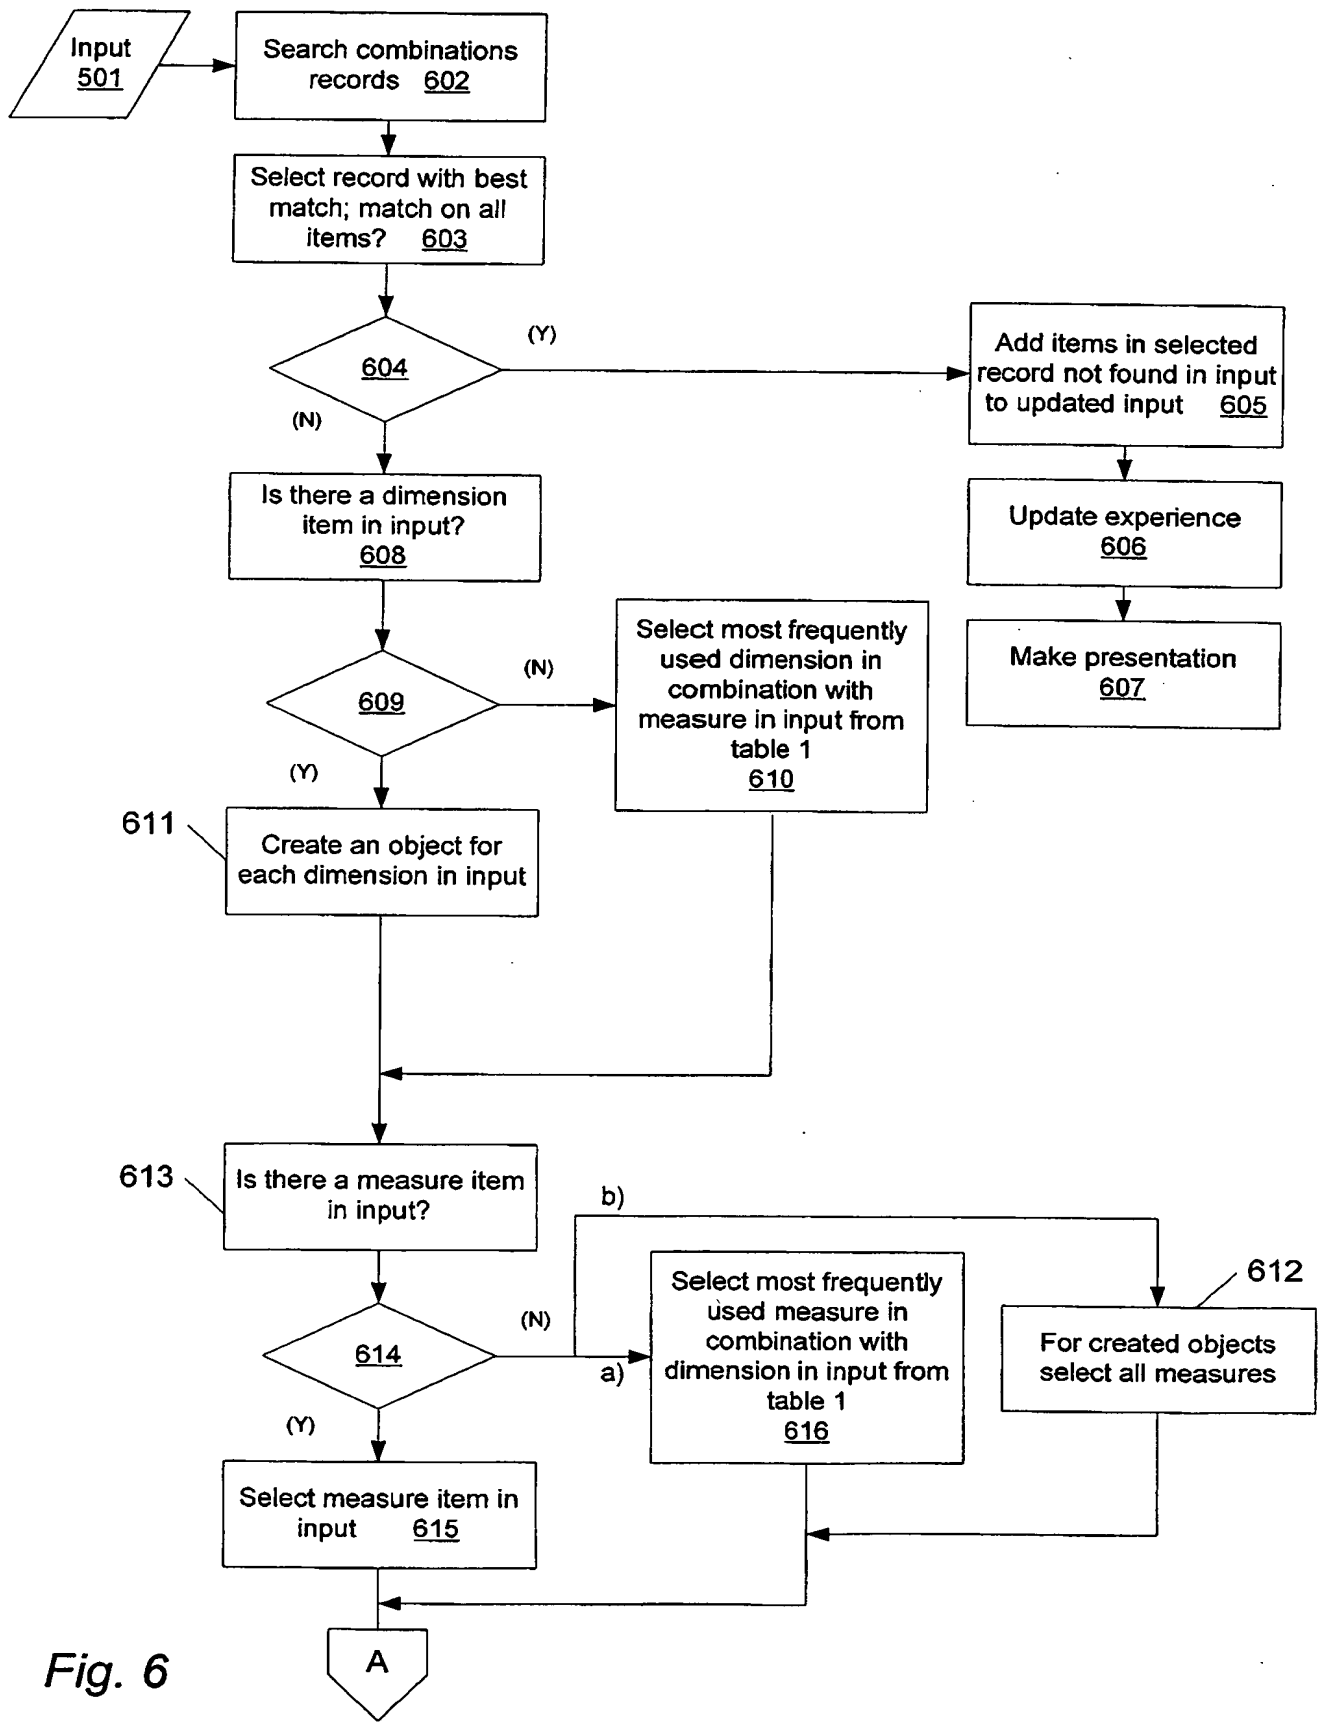 Input
501
Search combinations
records 602
Select record with best
match; match on all
items? 603
604
(Y)
(N)
Add items in selected
record not found in input
to updated input 605
Update experience
606
Make presentation
607
Is there a dimension
item in input?
608
609
(N)
(Y)
Select most frequently
used dimension in
combination with
measure in input from
table 1
610
611
Create an object for
each dimension in input
613
Is there a measure item
in input?
614
(N)
(Y)
b)
a)
Select most frequently
used measure in
combination with
dimension in input from
table 1
616
612
For created objects
select all measures
Select measure item in
input 615
A
Fig. 6